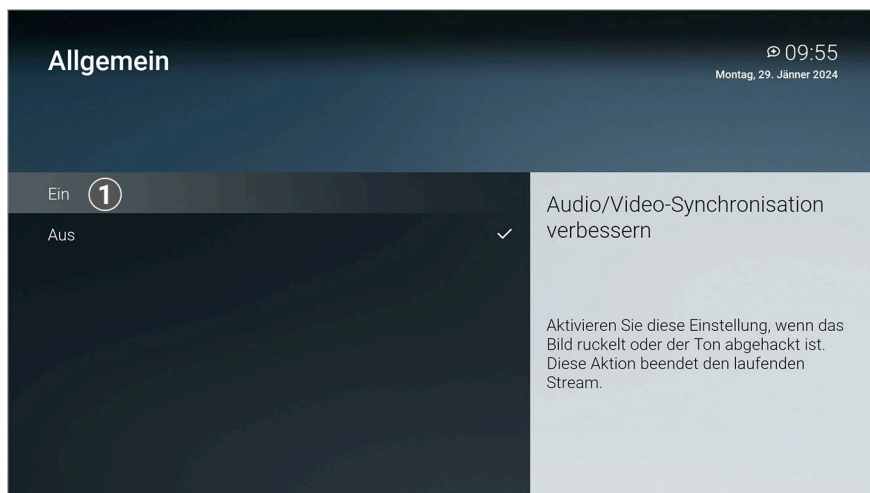 Allgemein
09:55
Montag, 29. Jänner 2024
Ein 1
Aus
Audio/Video-Synchronisation
verbessern
Aktivieren Sie diese Einstellung, wenn das
Bild ruckelt oder der Ton abgehackt ist.
Diese Aktion beendet den laufenden
Stream.